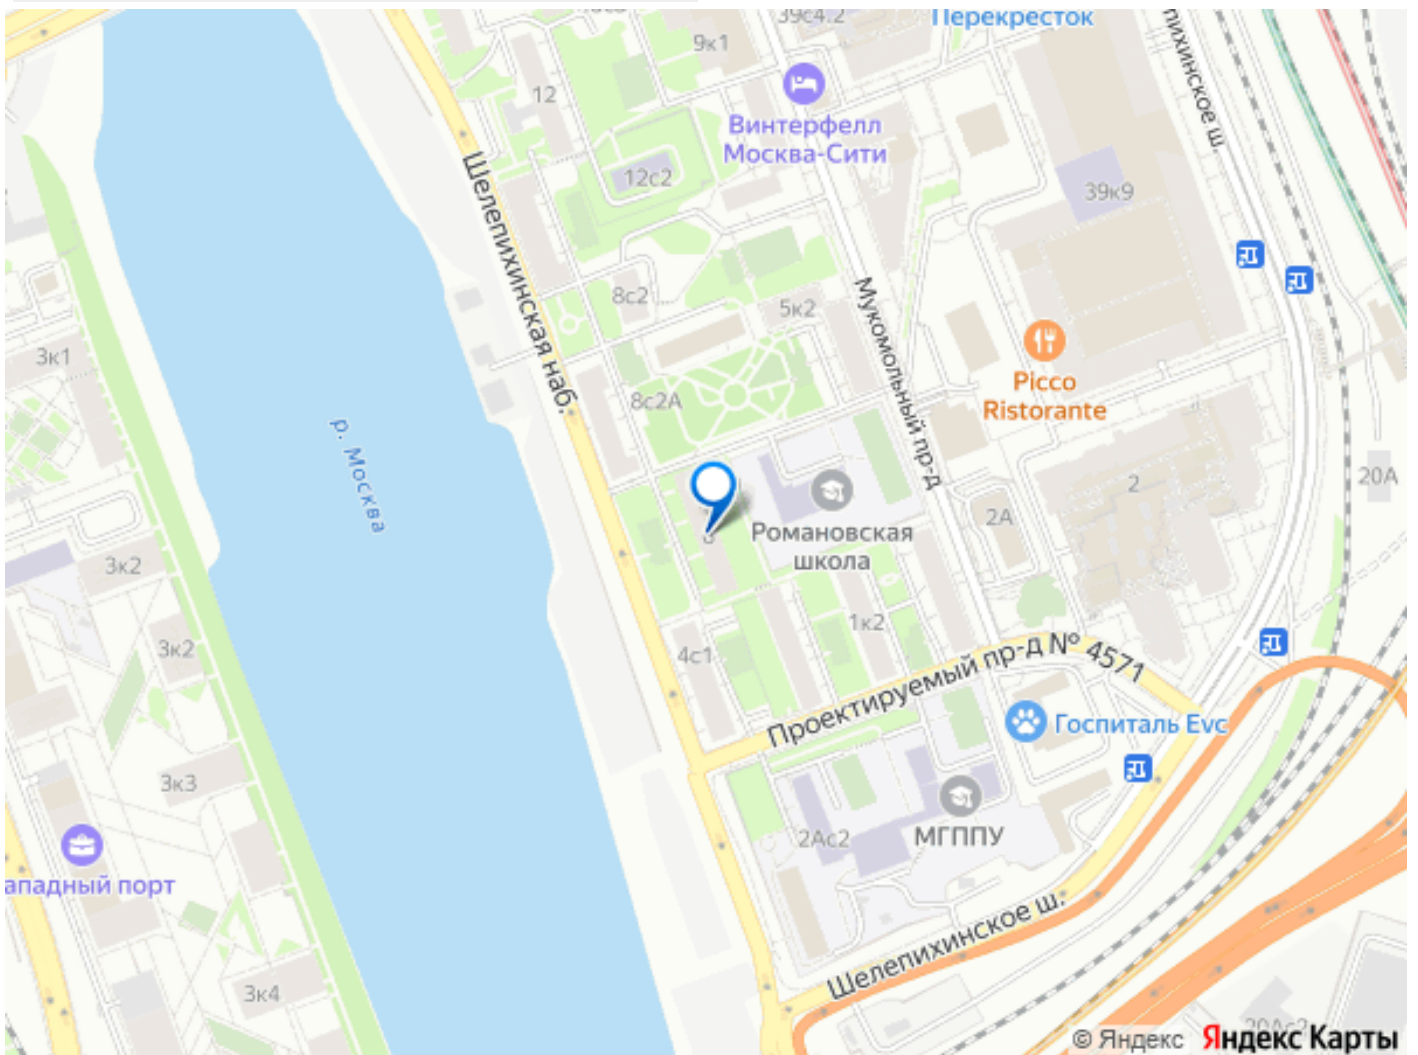 39с4.2
Перекресток
9к1
12
Винтерфелл
Москва-Сити
пихинское ш.
12с2
39к9
Шелепихинская наб.
8с2
5к2
Мукомольный пр-д
3к1
Picco
Ristorante
8с2А
р. Москва
2
20А
2А
Романовская
школа
3к2
1к2
3к2
4с1
Проектируемый пр-д № 4571
Госпиталь Evc
3к3
2Ас2
МГППУ
ападный порт
Шелепихинское ш.
3к4
20Ас2
© Яндекс Яндекс Карты